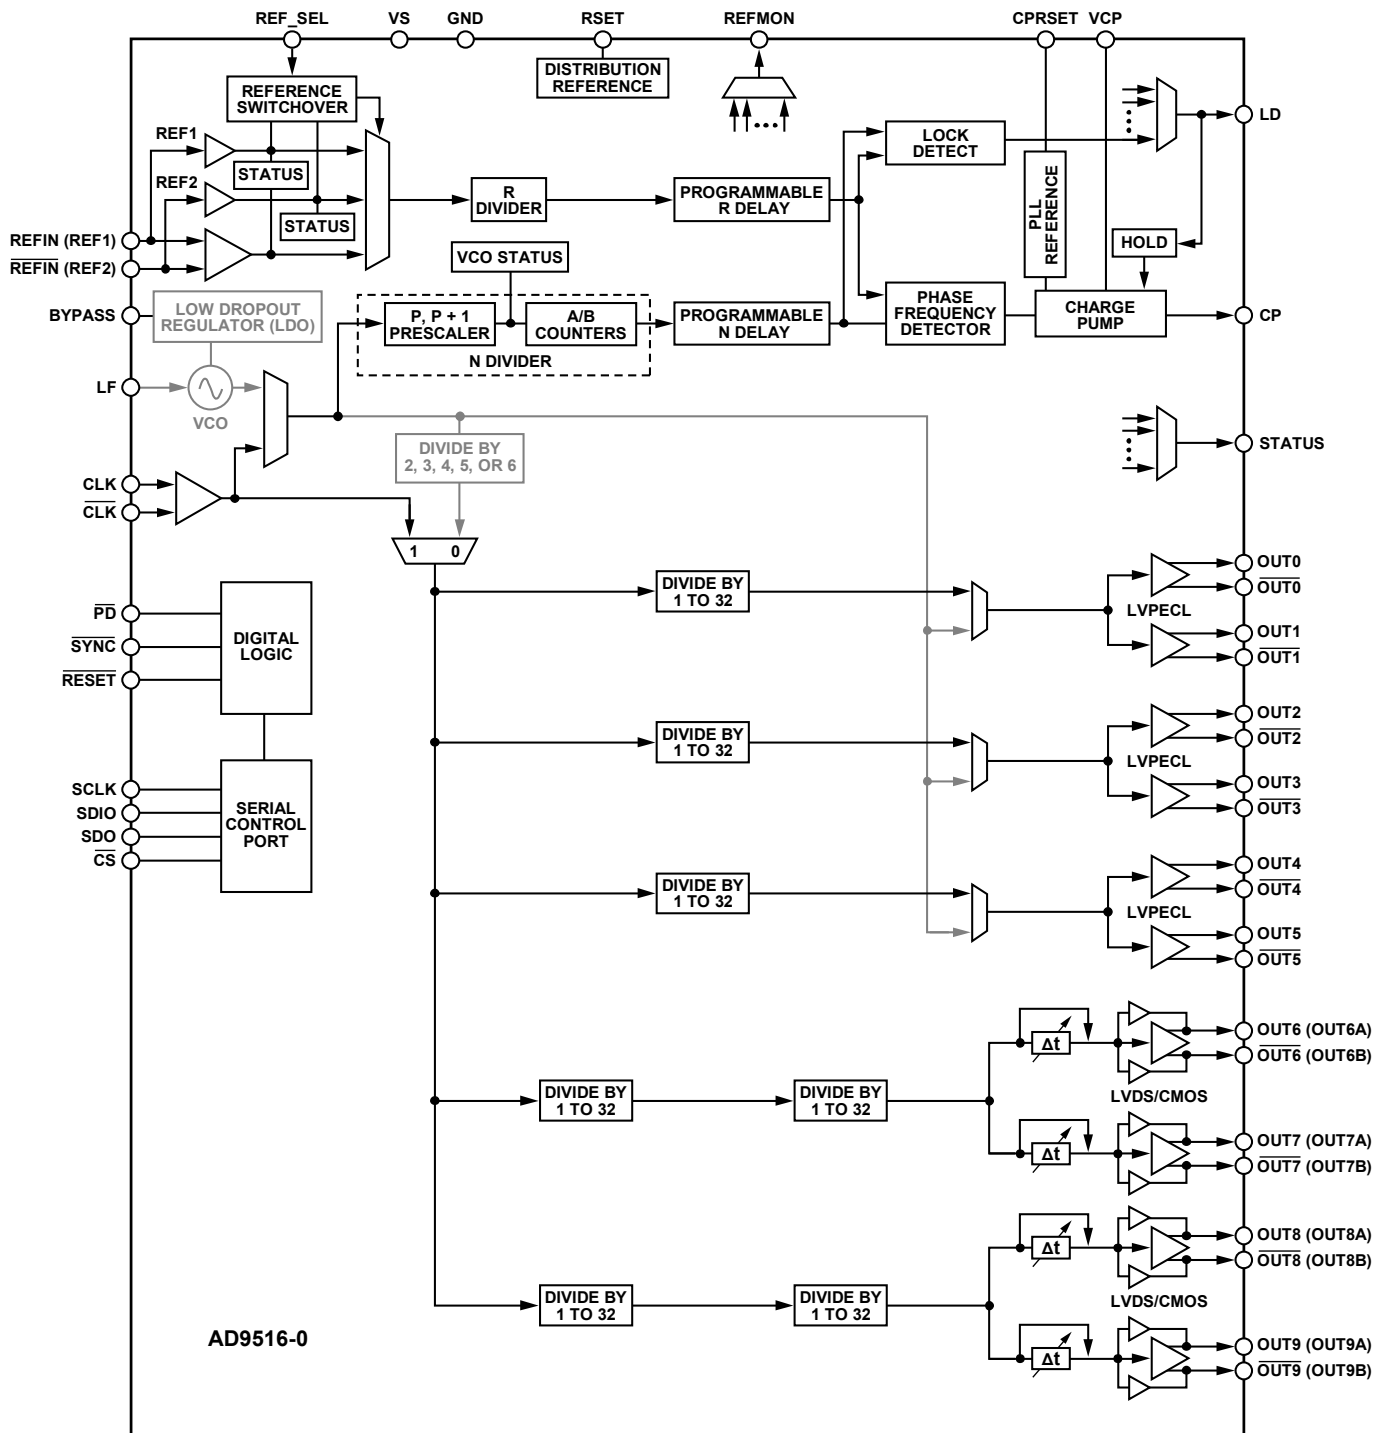 REF_SEL VS GND RSET REFMON CPRSET VCP
DISTRIBUTION
REFERENCE
REFERENCE
SWITCHOVER
LD
REF1
LOCK
DETECT
STATUS
REF2
R
DIVIDER
PROGRAMMABLE
R DELAY
PLL
REFERENCE
STATUS
REFIN (REF1)
HOLD
REFIN (REF2)
VCO STATUS
BYPASS
LOW DROPOUT
REGULATOR (LDO)
P, P + 1
PRESCALER
A/B
COUNTERS
PROGRAMMABLE
N DELAY
PHASE
FREQUENCY
DETECTOR
CHARGE
PUMP
CP
N DIVIDER
LF
VCO
DIVIDE BY
2, 3, 4, 5, OR 6
STATUS
CLK
CLK
1 0
OUT0
OUT0
DIVIDE BY
1 TO 32
LVPECL
PD
OUT1
SYNC
DIGITAL
LOGIC
OUT1
RESET
OUT2
DIVIDE BY
1 TO 32
OUT2
LVPECL
SCLK
OUT3
SDIO
SERIAL
CONTROL
PORT
OUT3
SDO
CS
OUT4
DIVIDE BY
1 TO 32
OUT4
LVPECL
OUT5
OUT5
Δt
OUT6 (OUT6A)
OUT6 (OUT6B)
DIVIDE BY
1 TO 32
DIVIDE BY
1 TO 32
LVDS/CMOS
Δt
OUT7 (OUT7A)
OUT7 (OUT7B)
Δt
OUT8 (OUT8A)
OUT8 (OUT8B)
DIVIDE BY
1 TO 32
DIVIDE BY
1 TO 32
LVDS/CMOS
AD9516-0
Δt
OUT9 (OUT9A)
OUT9 (OUT9B)